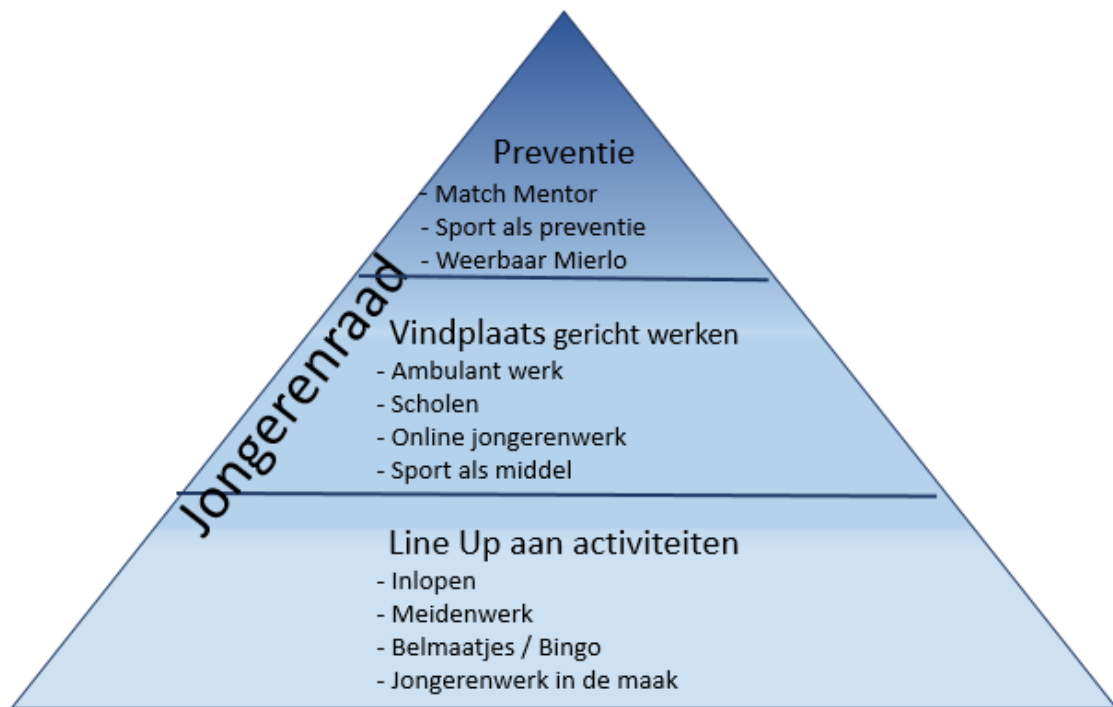 Preventie
- Match Mentor
- Sport als preventie
- Weerbaar Mierlo
Jongerenraad
Vindplaats gericht werken
- Ambulant werk
- Scholen
- Online jongerenwerk
- Sport als middel
Line Up aan activiteiten
- Inlopen
- Meidenwerk
- Belmaatjes / Bingo
- Jongerenwerk in de maak